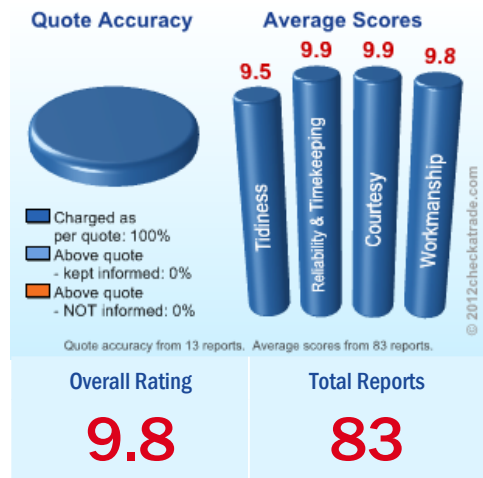 Quote Accuracy
Average Scores
9.5
9.9
9.9
9.8
Tidiness
Reliability & Timekeeping
Courtesy
Workmanship
Charged as
per quote: 100%
Above quote
- kept informed: 0%
Above quote
- NOT informed: 0%
© 2012checkatrade.com
Quote accuracy from 13 reports. Average scores from 83 reports.
Overall Rating
9.8
Total Reports
83